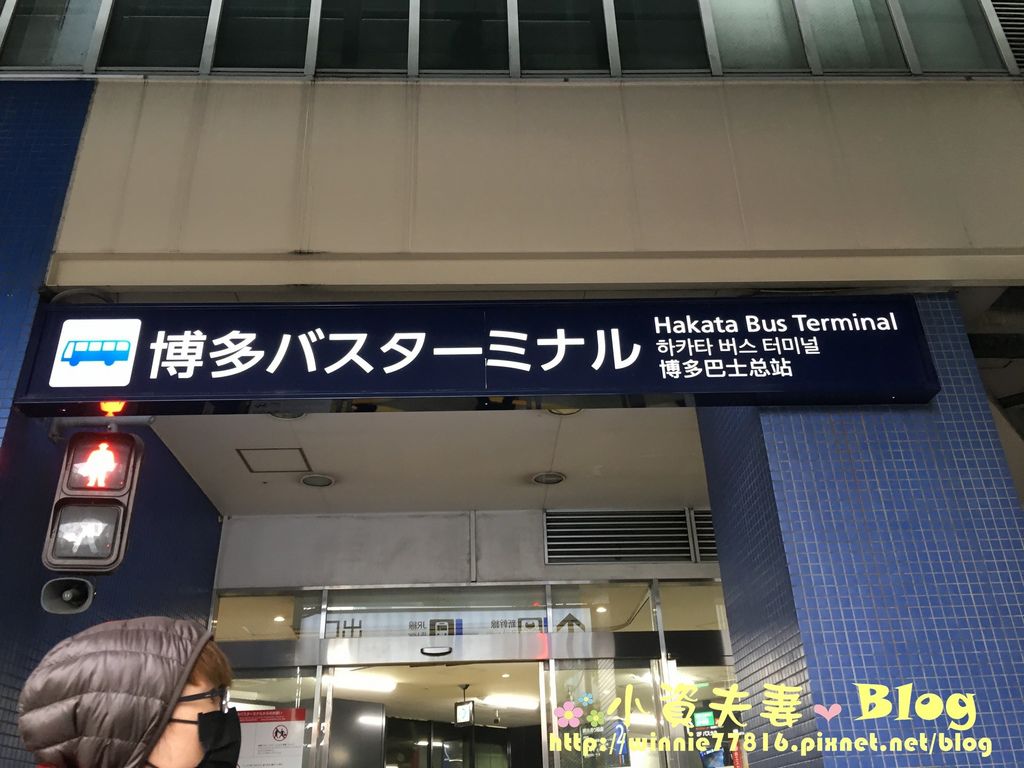 博多バスターミナル
Hakata Bus Terminal
하카타 버스 터미널
博多巴士总站
小資夫妻 Blog
http://winnie77816.pixnet.net/blog